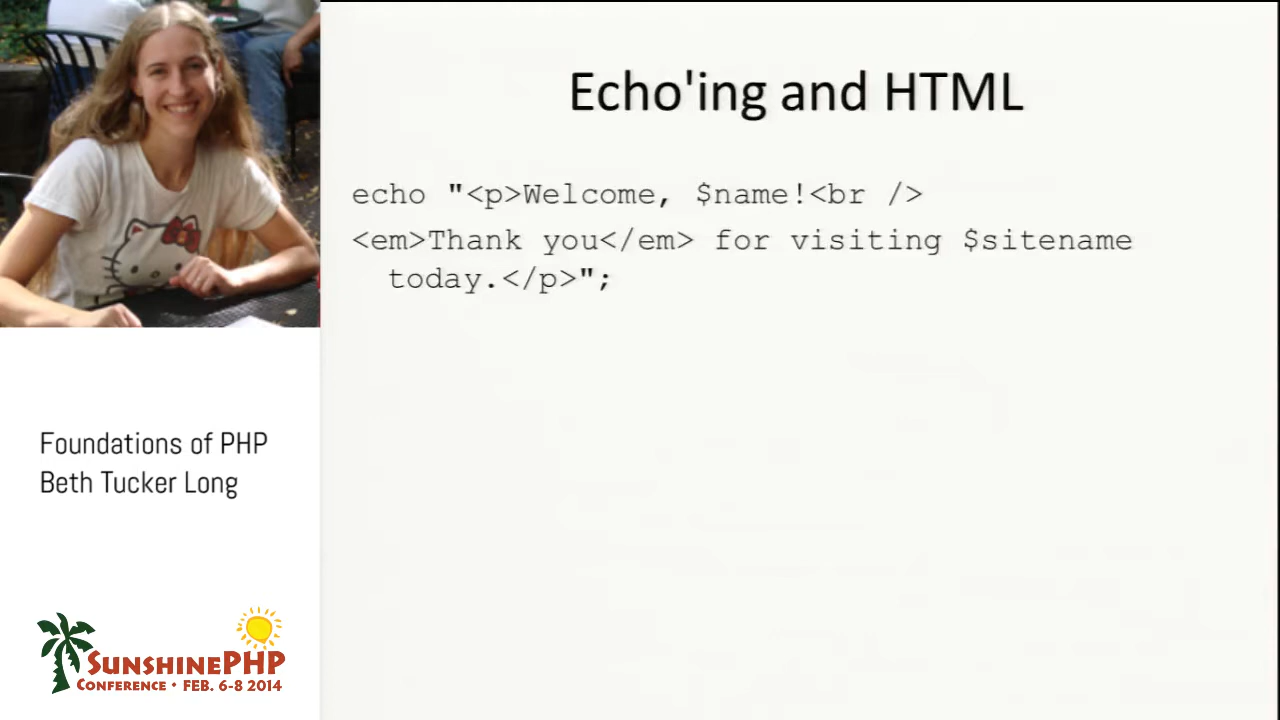 Echo'ing and HTML
echo "<p>Welcome, $name!<br />
<em>Thank you</em> for visiting $sitename
today.</p>";
Foundations of PHP
Beth Tucker Long
SUNSHINEPHP
CONFERENCE • FEB. 6-8 2014